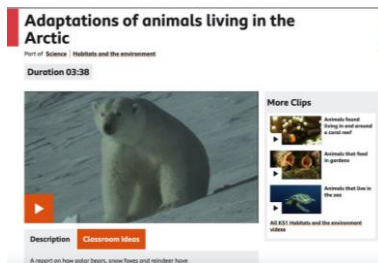 Adaptations of animals living in the
Arctic
Part of Science | Habitats and the environment
Duration 03:38
More Clips
Animals found
living in and around
a coral reef
Animals that feed
in gardens
Animals that live in
the sea
All KS1 Habitats and the environment
videos
Description
Classroom Ideas
A report on how polar bears, snow foxes and reindeer have